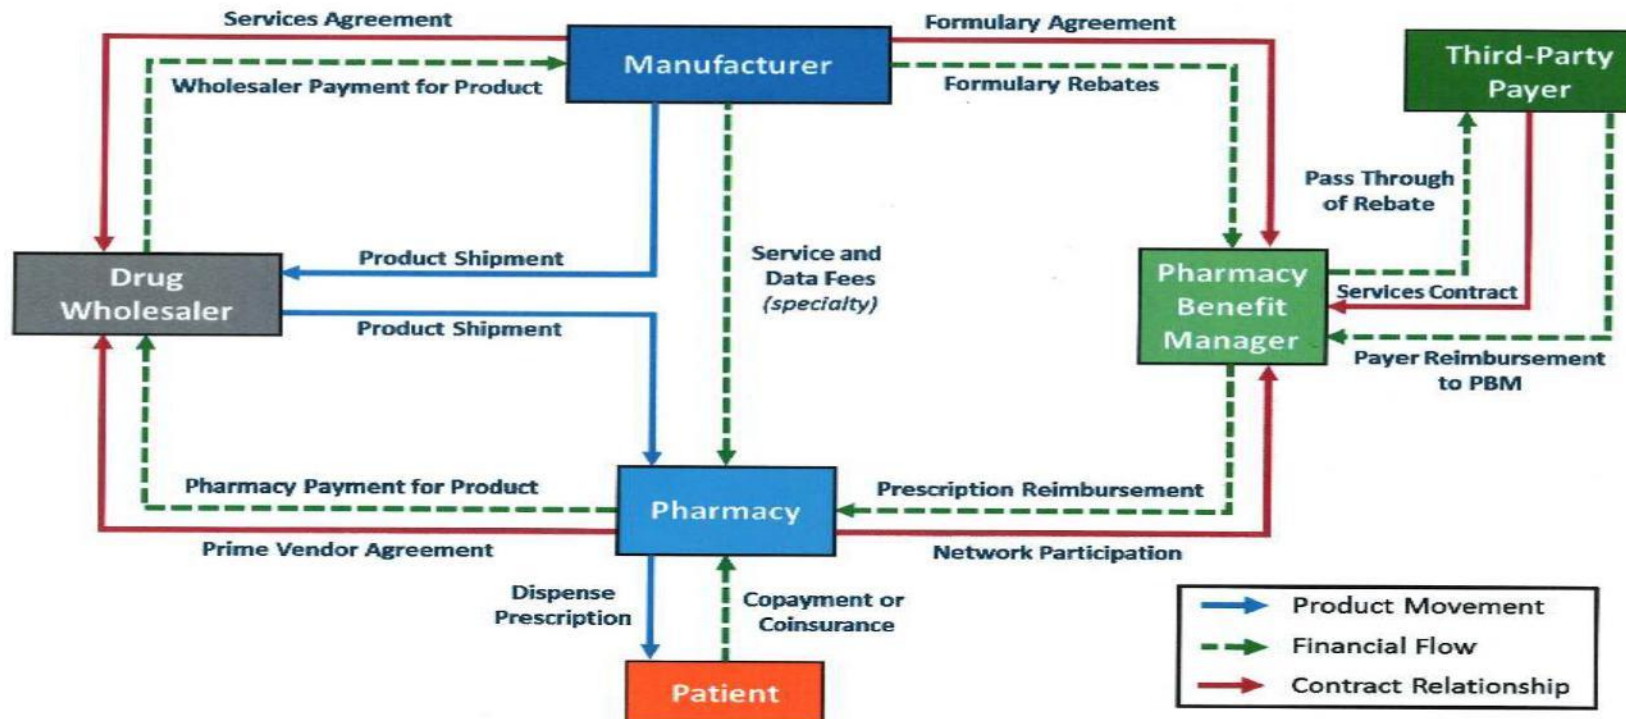 Services Agreement
Formulary Agreement
Manufacturer
Third-Party
Payer
Wholesaler Payment for Product
Formulary Rebates
Pass Through
of Rebate
Product Shipment
Service and
Data Fees
(specialty)
Drug
Wholesaler
Pharmacy
Benefit
Manager
Services Contract
Product Shipment
Payer Reimbursement
to PBM
Pharmacy Payment for Product
Prescription Reimbursement
Pharmacy
Prime Vendor Agreement
Network Participation
Dispense
Prescription
Copayment or
Coinsurance
Patient
Product Movement
Financial Flow
Contract Relationship